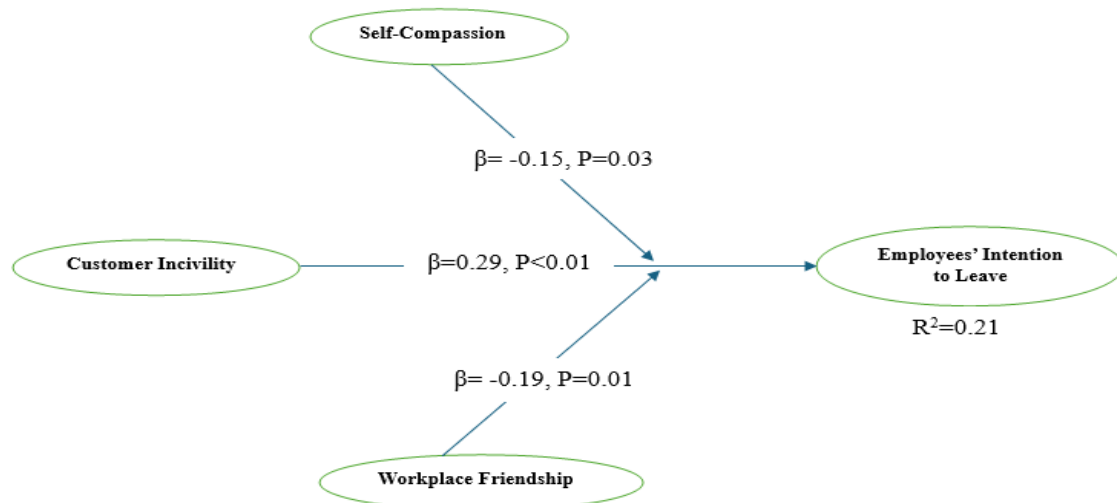 Self-Compassion
β= -0.15, P=0.03
Customer Incivility
β=0.29, P<0.01
Employees’ Intention
to Leave
R²=0.21
β= -0.19, P=0.01
Workplace Friendship